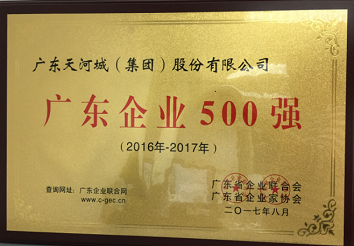 广东天河城（集团）股份有限公司
广东企业500强
（2016年-2017年）
查询网址：广东企业联合网
www.c-gec.cn
广东省企业联合会
广东省企业家协会
二〇一七年八月